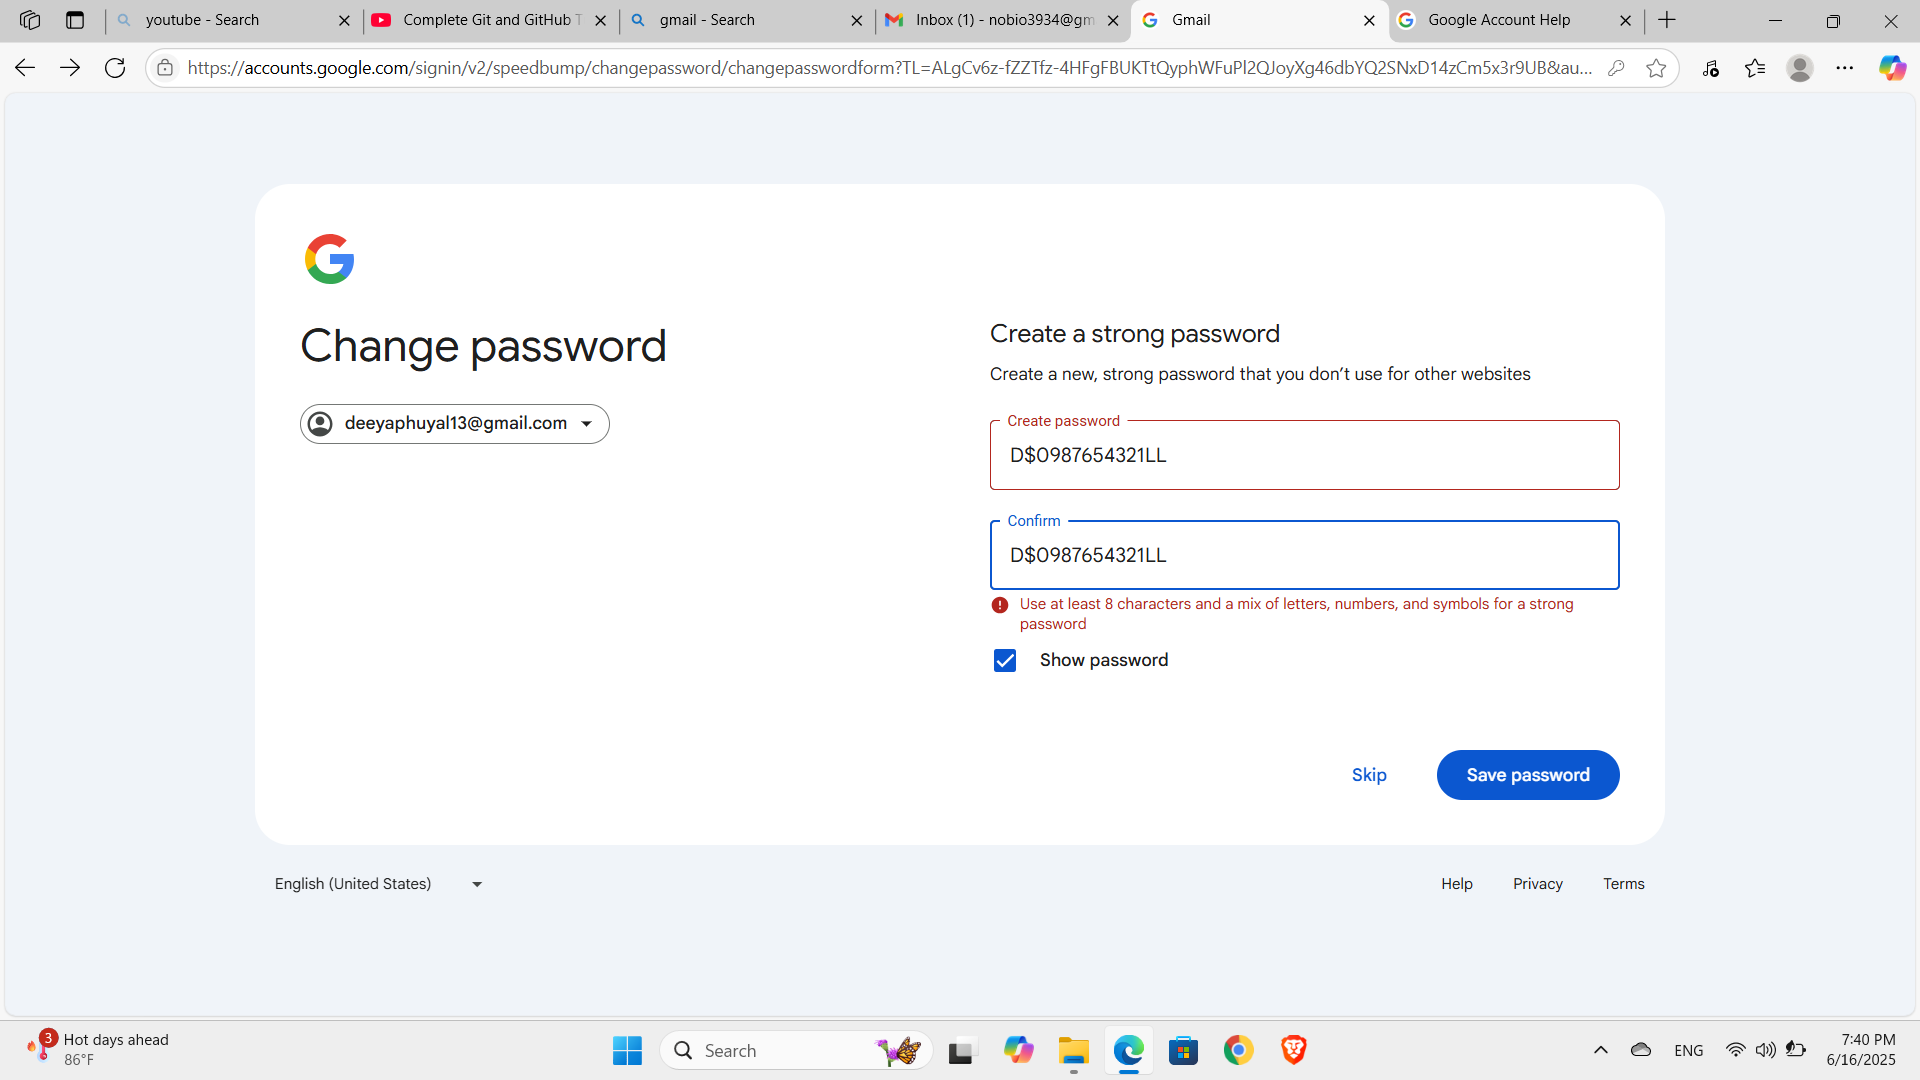 youtube - Search
Complete Git and GitHub T
gmail - Search
Inbox (1) - nobio3934@gm
Gmail
Google Account Help
https://accounts.google.com/signin/v2/speedbump/changepassword/changepasswordform?TL=ALgCv6z-fZZTfz-4HFgFBUKTtQyphWFuPl2QJoyXg46dbYQ2SNxD14zCm5x3r9UB&au...
Change password
deeyaphuyal13@gmail.com
Create a strong password
Create a new, strong password that you don’t use for other websites
Create password
D$0987654321LL
Confirm
D$0987654321LL
Use at least 8 characters and a mix of letters, numbers, and symbols for a strong
password
Show password
Skip
Save password
English (United States)
Help
Privacy
Terms
3
Hot days ahead
86°F
Search
ENG
7:40 PM
6/16/2025